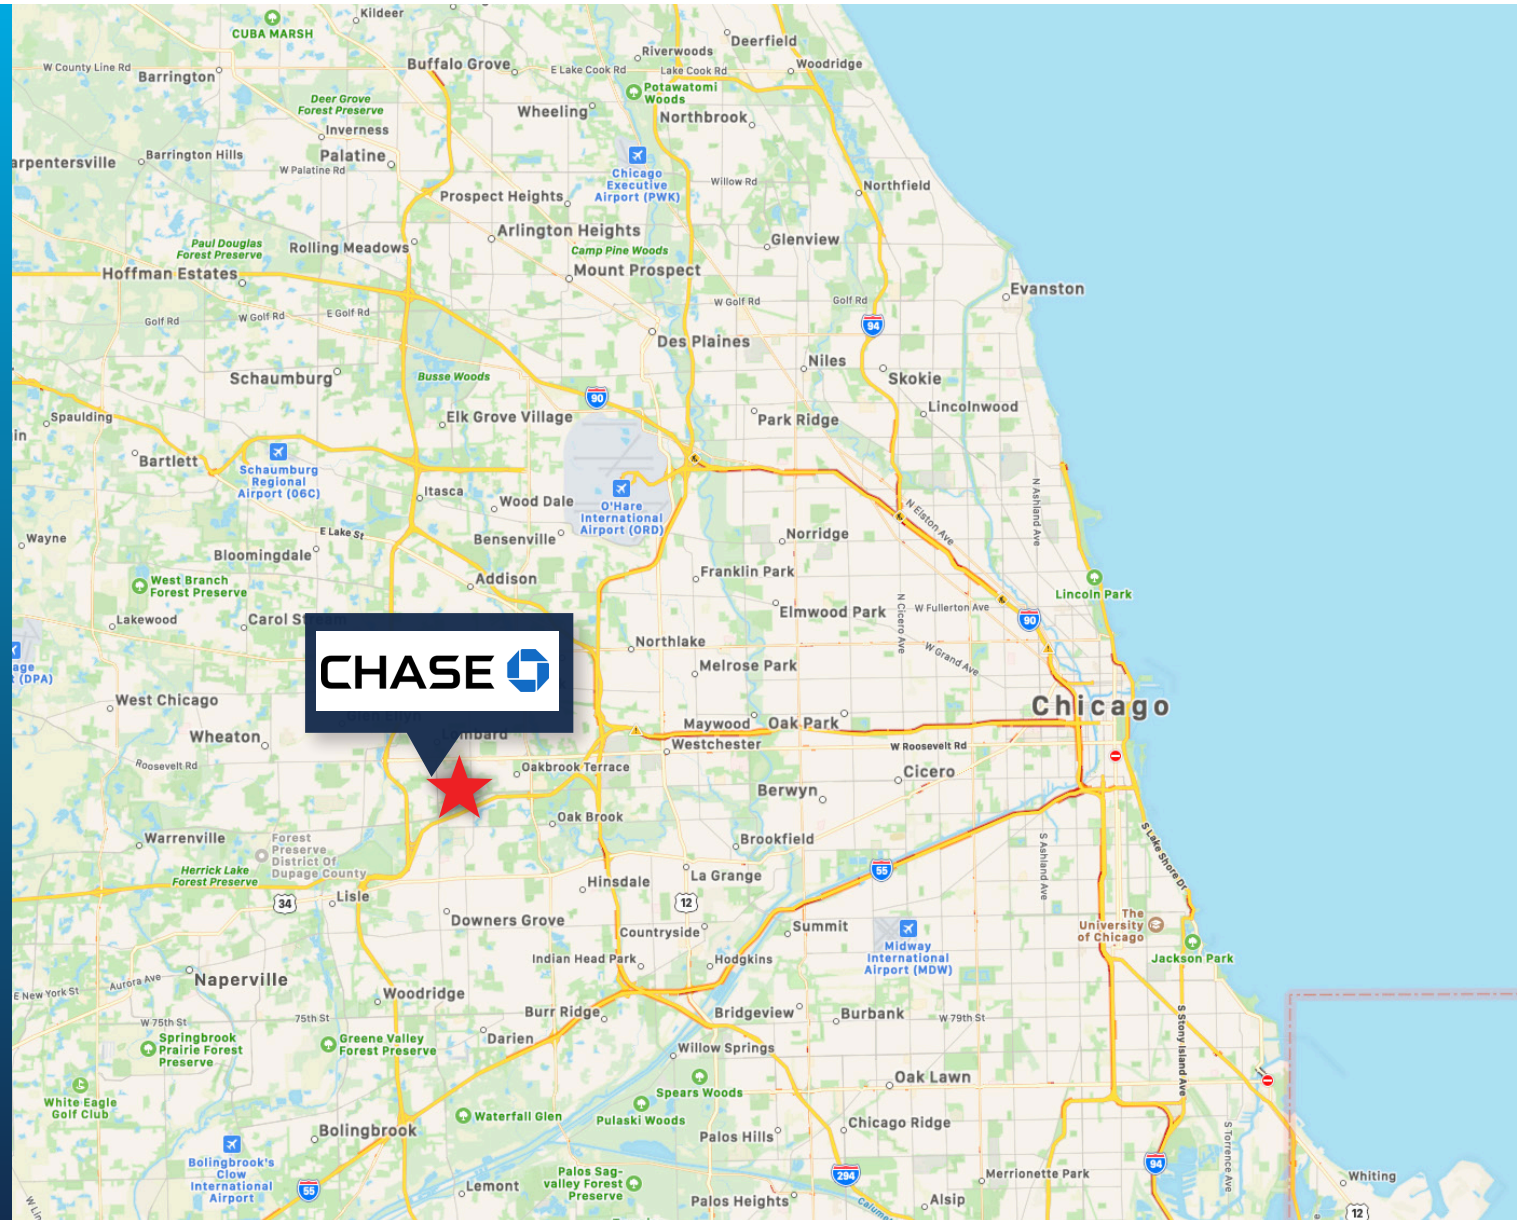 Kildeer
CUBA MARSH
Deerfield
Riverwoods
Buffalo Grove
W County Line Rd
Barrington
E Lake Cook Rd
Lake Cook Rd
Woodridge
Potawatomi
Woods
Deer Grove
Forest Preserve
Wheeling
Northbrook
Inverness
arpentersville
Barrington Hills
Palatine
W Palatine Rd
Chicago
Executive
Airport (PWK)
Willow Rd
Northfield
Prospect Heights
Arlington Heights
Paul Douglas
Forest Preserve
Rolling Meadows
Camp Pine Woods
Glenview
Hoffman Estates
Mount Prospect
Evanston
Golf Rd
W Golf Rd
E Golf Rd
W Golf Rd
Golf Rd
94
Des Plaines
Niles
Schaumburg
Busse Woods
Skokie
90
Spaulding
Elk Grove Village
Park Ridge
Lincolnwood
in
Bartlett
Schaumburg
Regional
Airport (06C)
Itasca
Wood Dale
O'Hare
International
Airport (ORD)
N Elston Ave
N Ashland Ave
Wayne
E Lake St
Bensenville
Norridge
Bloomingdale
Addison
Franklin Park
West Branch
Forest Preserve
Lincoln Park
Lakewood
Carol Stream
Elmwood Park
N Cicero Ave
W Fullerton Ave
90
Northlake
W Grand Ave
age
(DPA)
CHASE
Melrose Park
West Chicago
Glen Ellyn
Chicago
Wheaton
Lombard
Maywood
Oak Park
Westchester
W Roosevelt Rd
Roosevelt Rd
Oakbrook Terrace
Cicero
Berwyn
Oak Brook
Warrenville
Forest
Preserve
District Of
Dupage County
Brookfield
S Ashland Ave
S Lake Shore Dr
Herrick Lake
Forest Preserve
55
34
Lisle
Hinsdale
La Grange
12
Downers Grove
Countryside
Summit
The
University
of Chicago
Midway
International
Airport (MDW)
Jackson Park
Indian Head Park
Hodgkins
Naperville
Aurora Ave
E New York St
Woodridge
Burr Ridge
Bridgeview
Burbank
W 79th St
S Stony Island Ave
W 75th St
75th St
Springbrook
Prairie Forest
Preserve
Greene Valley
Forest Preserve
Darien
Willow Springs
White Eagle
Golf Club
Spears Woods
Oak Lawn
Waterfall Glen
Pulaski Woods
Chicago Ridge
Bolingbrook
Palos Hills
S Torrence Ave
Bolingbrook's
Clow
International
Airport
55
Palos Sag-
valley Forest
Preserve
294
94
Merrionette Park
Whiting
Lemont
Palos Heights
Alsip
12